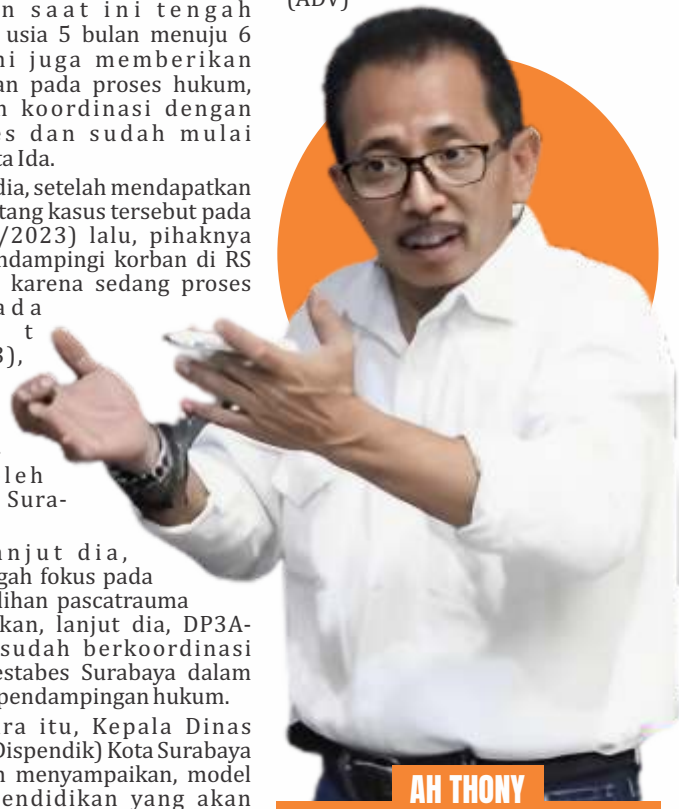 n saat ini tengah
usia 5 bulan menuju 6
ni juga memberikan
an pada proses hukum,
n koordinasi dengan
es dan sudah mulai
ta Ida.
dia, setelah mendapatkan
tang kasus tersebut pada
/2023) lalu, pihaknya
ndampingi korban di RS
karena sedang proses
ada
t
3),
leh
Sura-
anjut dia,
gah fokus pada
lihan pascatrauma
kan, lanjut dia, DP3A-
sudah berkoordinasi
estabes Surabaya dalam
pendampingan hukum.
ra itu, Kepala Dinas
Dispendik) Kota Surabaya
n menyampaikan, model
endidikan yang akan
(ADV)
AH THONY